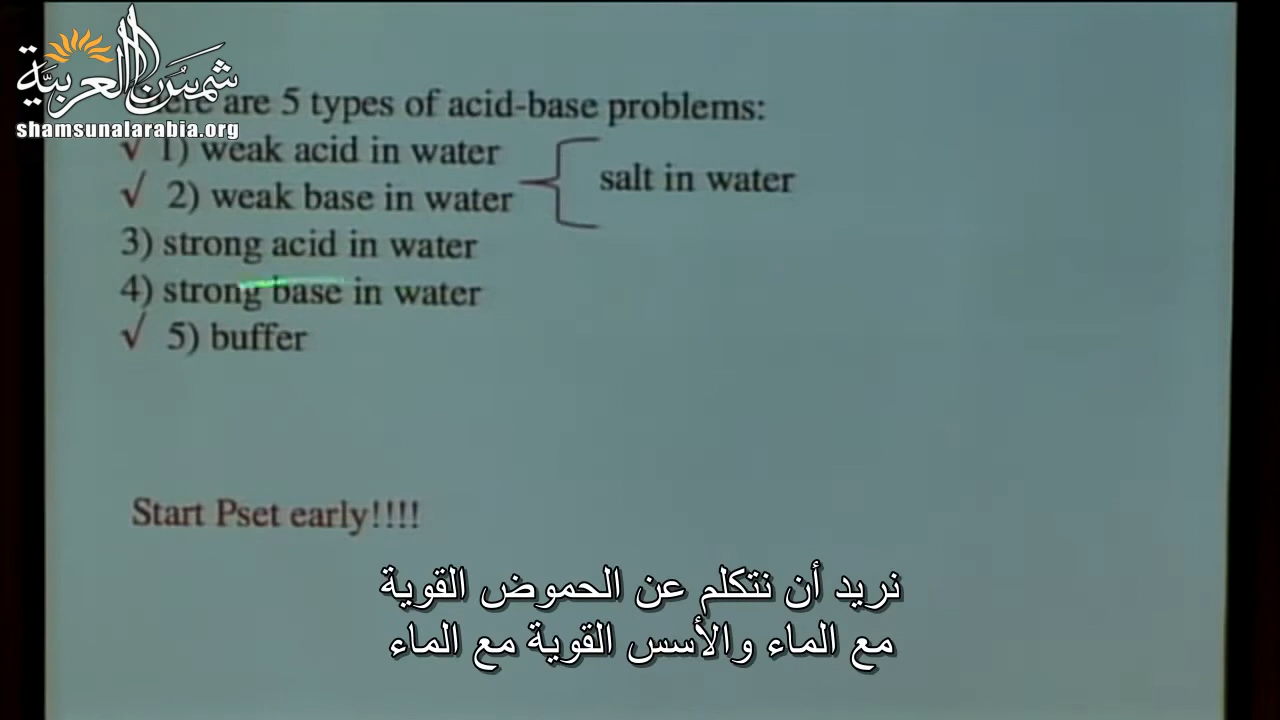 شمس العربية
shamsunalarabia.org
are 5 types of acid-base problems:
√ 1) weak acid in water
√ 2) weak base in water
salt in water
3) strong acid in water
4) strong base in water
√ 5) buffer
Start Pset early!!!!
نريد أن نتكلم عن الحموض القوية
مع الماء والأسس القوية مع الماء